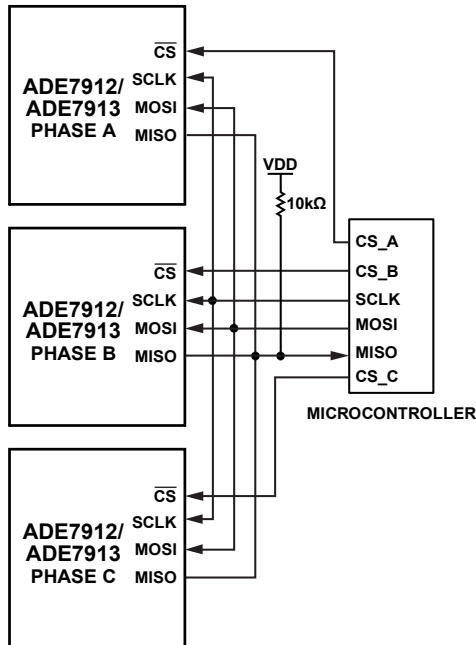 CS
SCLK
ADE7912/
ADE7913
PHASE A
MOSI
MISO
VDD
10kΩ
CS_A
CS_B
SCLK
MOSI
MISO
CS_C
MICROCONTROLLER
CS
SCLK
ADE7912/
ADE7913
PHASE B
MOSI
MISO
CS
SCLK
ADE7912/
ADE7913
PHASE C
MOSI
MISO